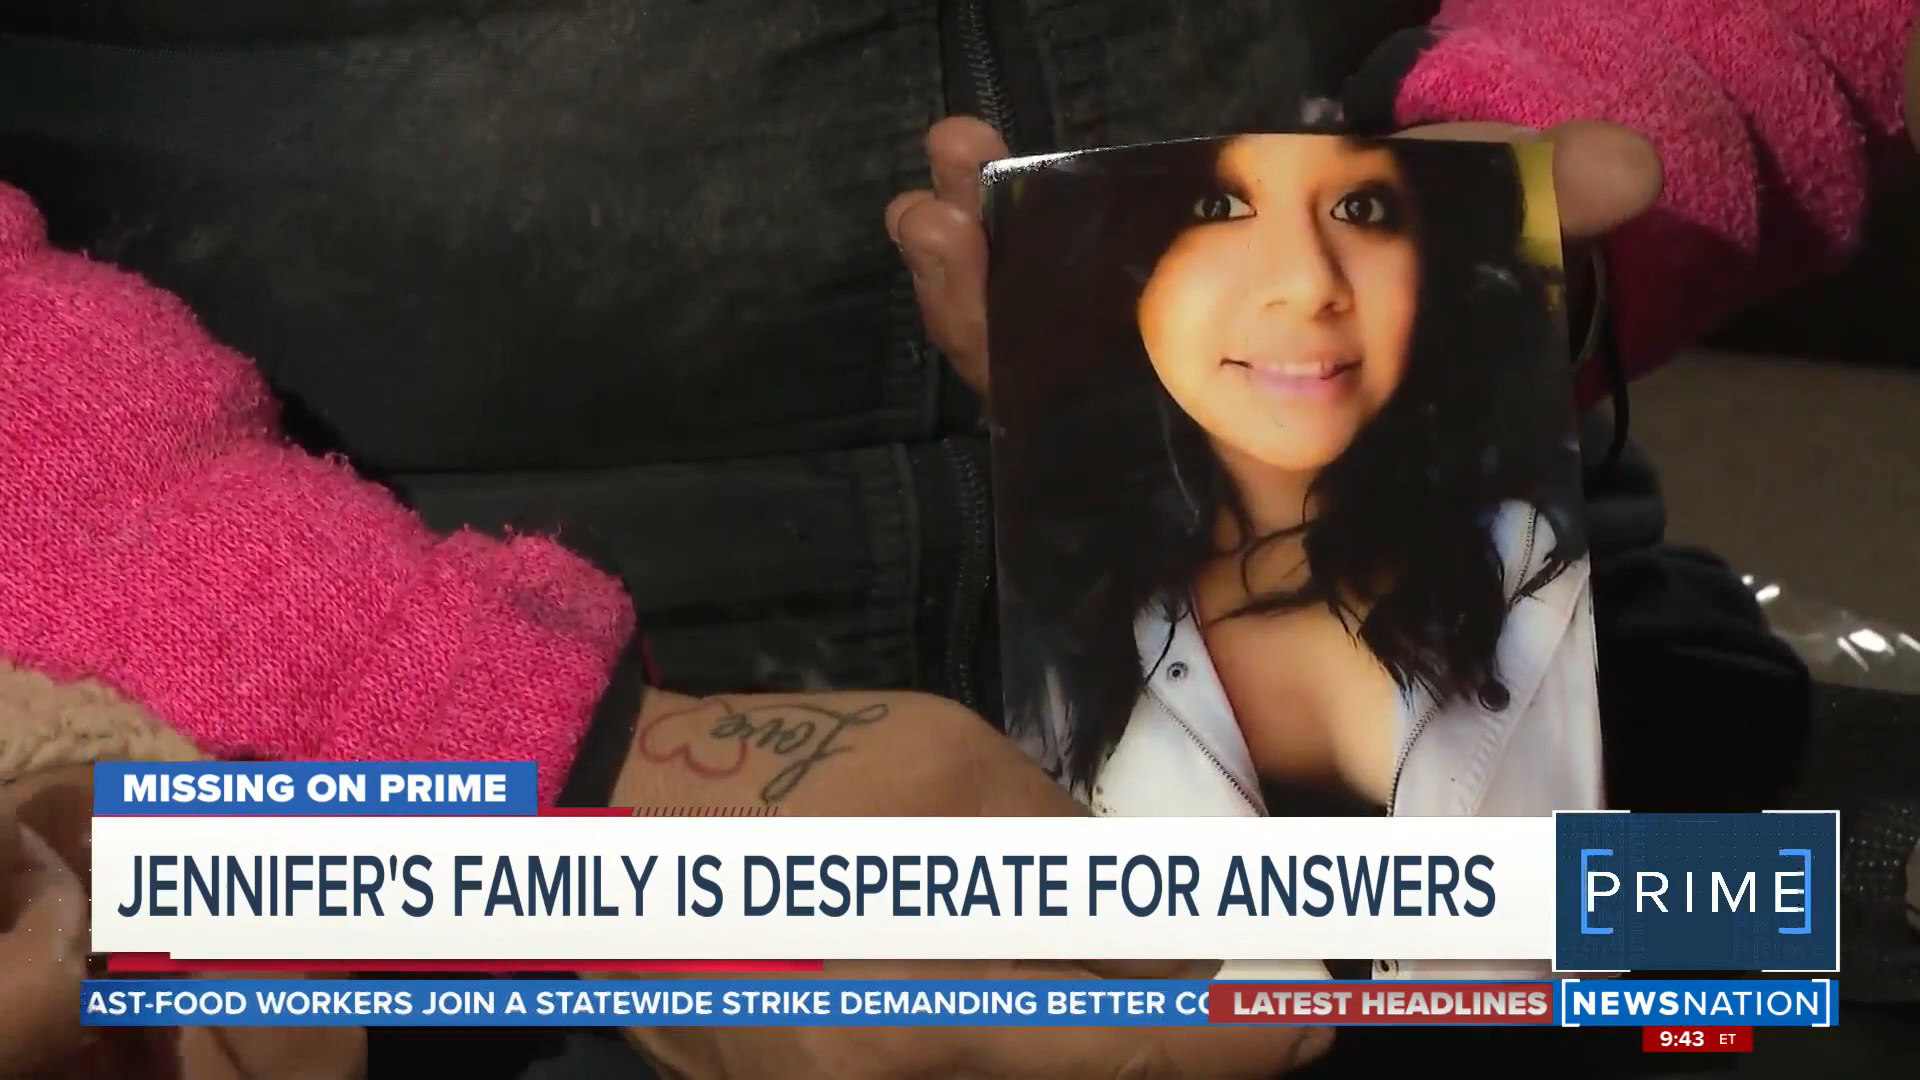 Love
MISSING ON PRIME
JENNIFER'S FAMILY IS DESPERATE FOR ANSWERS
PRIME
AST-FOOD WORKERS JOIN A STATEWIDE STRIKE DEMANDING BETTER
LATEST HEADLINES
NEWSNATION
9:43 ET